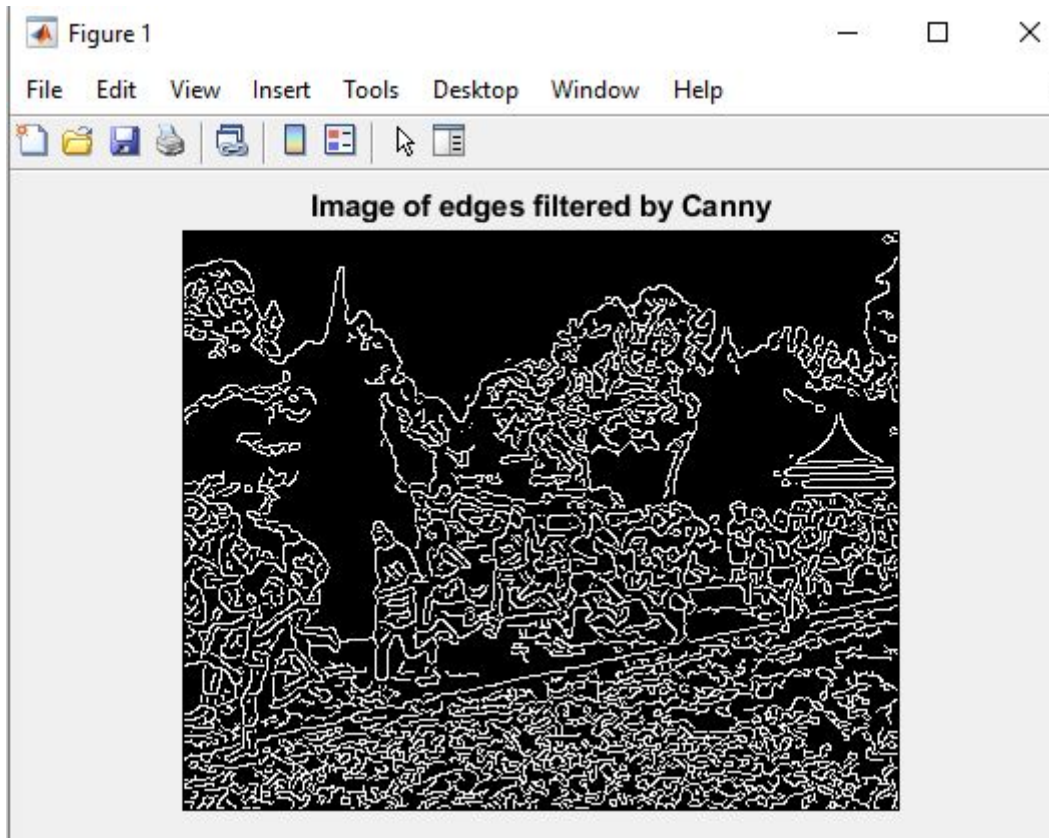 Figure 1
File Edit View Insert Tools Desktop Window Help
Image of edges filtered by Canny